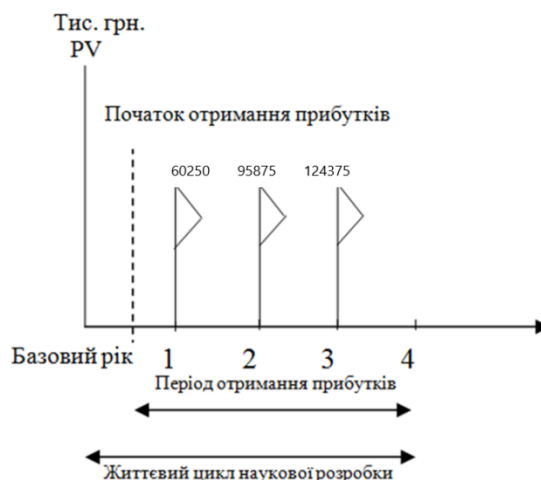 Тис. грн.
PV
Початок отримання прибутків
60250 95875 124375
Базовий рік 1 2 3 4
Період отримання прибутків
Життєвий цикл наукової розробки